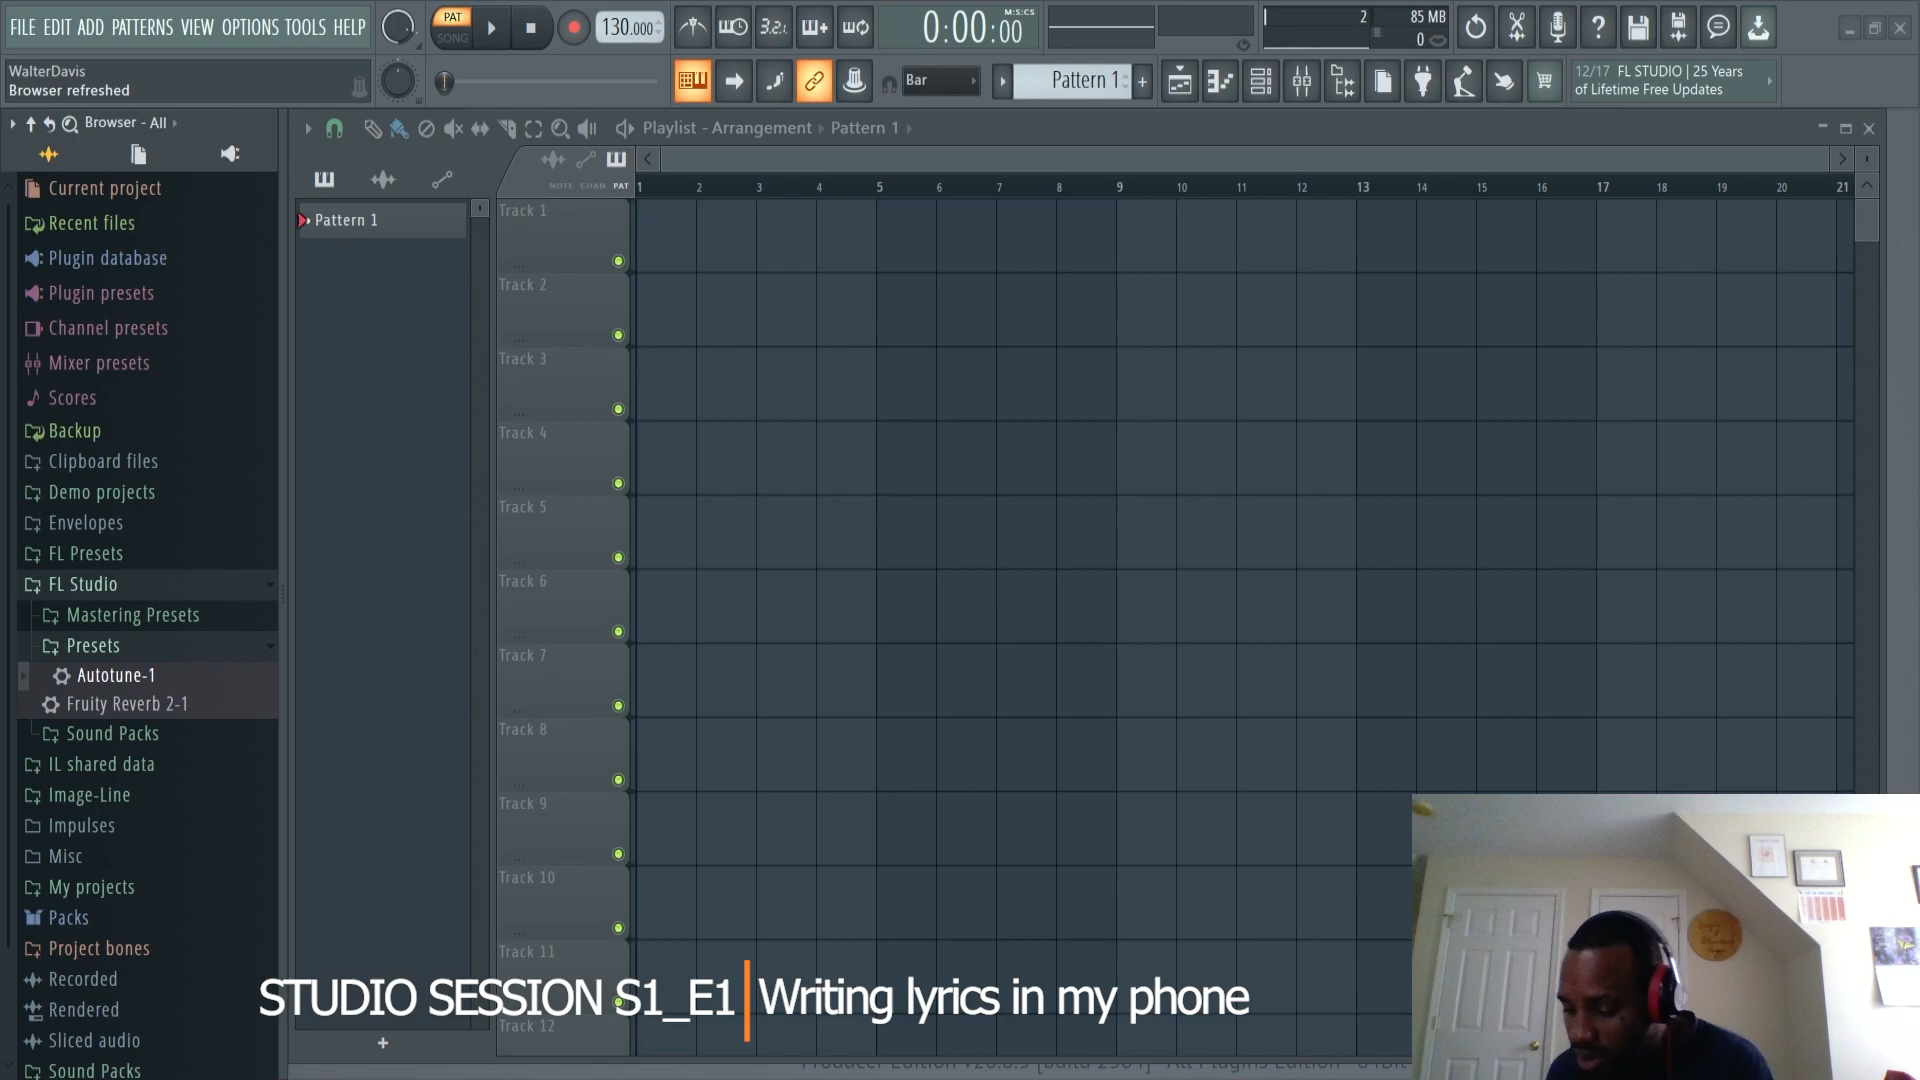 FILE EDIT ADD PATTERNS VIEW OPTIONS TOOLS HELP
PAT
SONG
130.000
3.2.1
0:00:00
M:S:CS
2
85 MB
0
WalterDavis
Browser refreshed
Bar
Pattern 1
12/17 FL STUDIO | 25 Years
of Lifetime Free Updates
Browser - All
Playlist - Arrangement
Pattern 1
NOTE CHAN PAT
1 2 3 4 5 6 7 8 9 10 11 12 13 14 15 16 17 18 19 20 21
Current project
Recent files
Plugin database
Plugin presets
Channel presets
Mixer presets
Scores
Backup
Clipboard files
Demo projects
Envelopes
FL Presets
FL Studio
Mastering Presets
Presets
Autotune-1
Fruity Reverb 2-1
Sound Packs
IL shared data
Image-Line
Impulses
Misc
My projects
Packs
Project bones
Recorded
Rendered
Sliced audio
Sound Packs
Pattern 1
Track 1
Track 2
Track 3
Track 4
Track 5
Track 6
Track 7
Track 8
Track 9
Track 10
Track 11
Track 12
STUDIO SESSION S1_E1
Writing lyrics in my phone